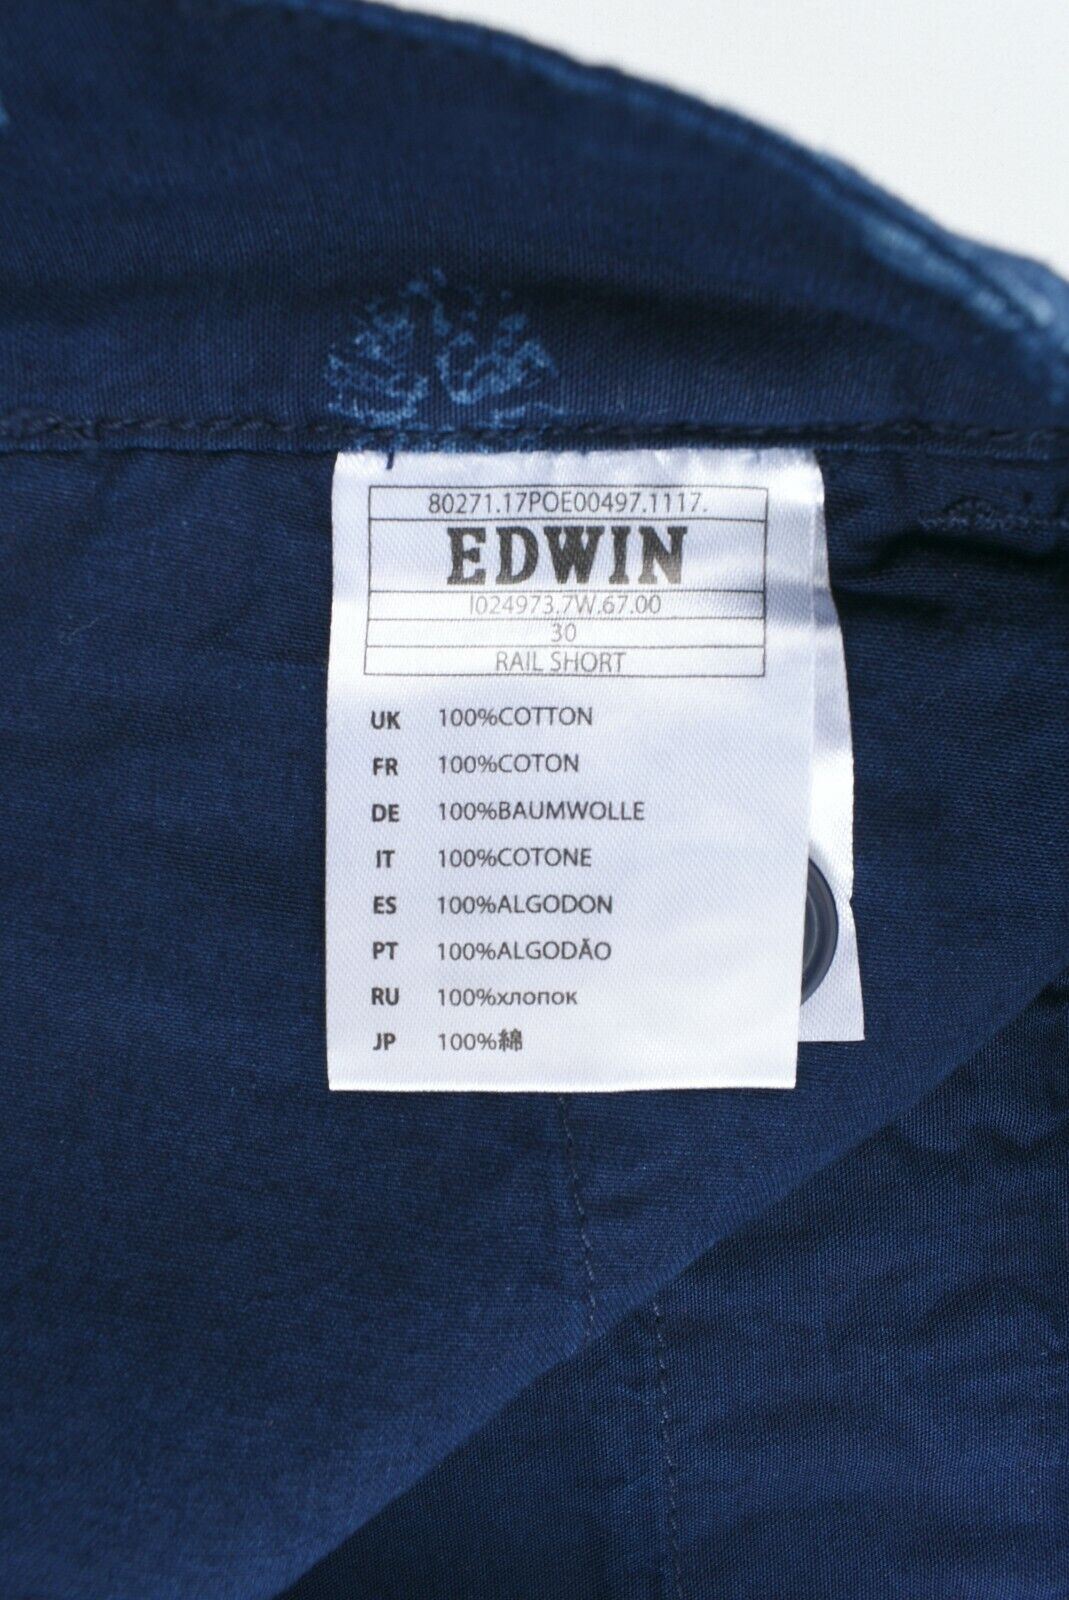 80271.17POE00497.1117.
EDWIN
I024973.7W.67.00
30
RAIL SHORT
UK 100%COTTON
FR 100%COTON
DE 100%BAUMWOLLE
IT 100%COTONE
ES 100%ALGODON
PT 100%ALGODÃO
RU 100%хлопок
JP 100%綿